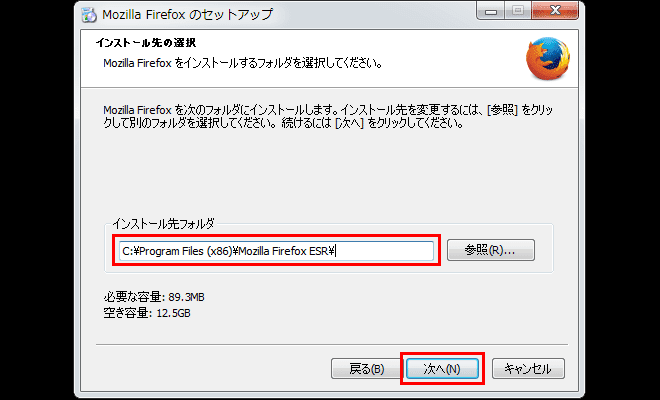 Mozilla Firefox のセットアップ
インストール先の選択
Mozilla Firefox をインストールするフォルダを選択してください。
Mozilla Firefox を次のフォルダにインストールします。インストール先を変更するには、[参照] をクリッ
クして別のフォルダを選択してください。 続けるには [次へ] をクリックしてください。
インストール先フォルダ
C:¥Program Files (x86)¥Mozilla Firefox ESR¥
参照(R)...
必要な容量: 89.3MB
空き容量: 12.5GB
戻る(B)
次へ(N)
キャンセル